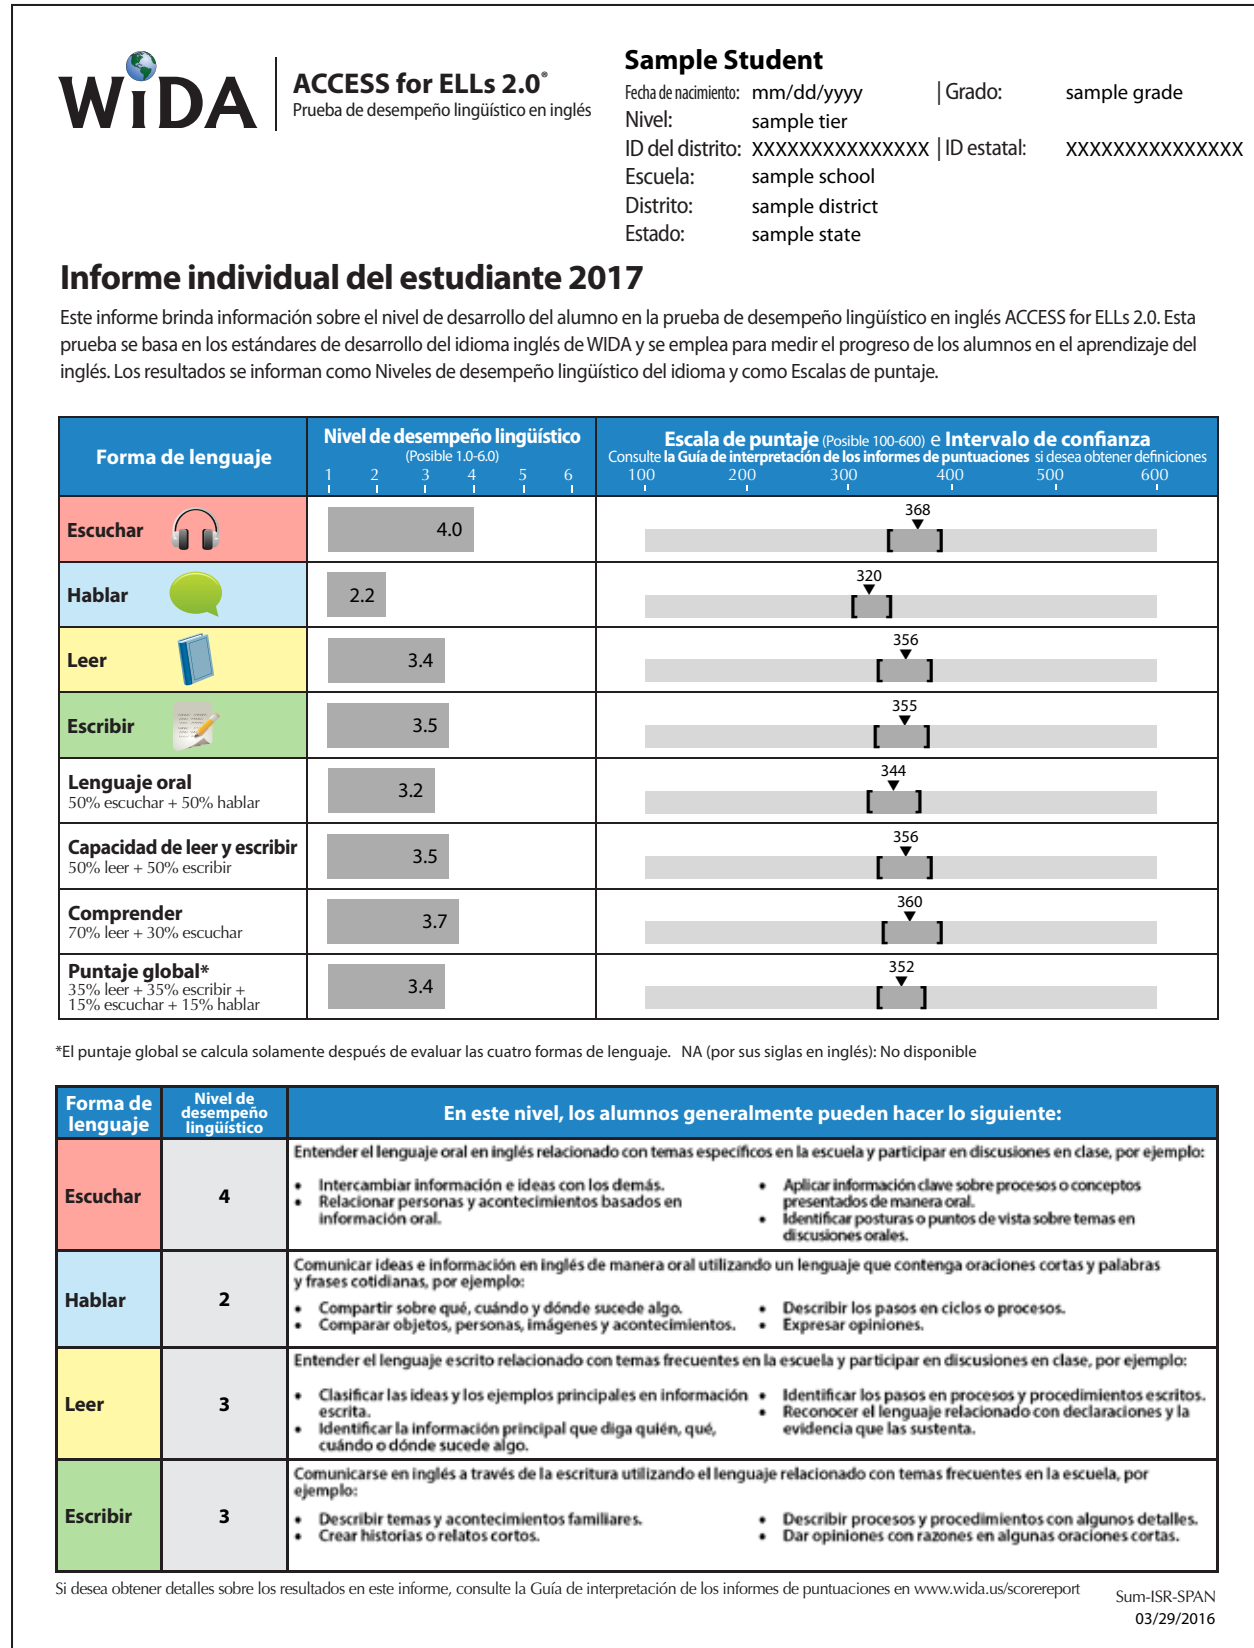 WIDA
ACCESS for ELLs 2.0®
Prueba de desempeño lingüístico en inglés
Sample Student
Fecha de nacimiento: mm/dd/yyyy | Grado: sample grade
Nivel: sample tier
ID del distrito: XXXXXXXXXXXXXXX | ID estatal: XXXXXXXXXXXXXXX
Escuela: sample school
Distrito: sample district
Estado: sample state
Informe individual del estudiante 2017
Este informe brinda información sobre el nivel de desarrollo del alumno en la prueba de desempeño lingüístico en inglés ACCESS for ELLs 2.0. Esta
prueba se basa en los estándares de desarrollo del idioma inglés de WIDA y se emplea para medir el progreso de los alumnos en el aprendizaje del
inglés. Los resultados se informan como Niveles de desempeño lingüístico del idioma y como Escalas de puntaje.
Forma de lenguaje
Nivel de desempeño lingüístico
(Posible 1.0-6.0)
1 2 3 4 5 6
Escala de puntaje (Posible 100-600) e Intervalo de confianza
Consulte la Guía de interpretación de los informes de puntuaciones si desea obtener definiciones
100 200 300 400 500 600
Escuchar
4.0
368
[ ]
Hablar
2.2
320
[ ]
Leer
3.4
356
[ ]
Escribir
3.5
355
[ ]
Lenguaje oral
50% escuchar + 50% hablar
3.2
344
[ ]
Capacidad de leer y escribir
50% leer + 50% escribir
3.5
356
[ ]
Comprender
70% leer + 30% escuchar
3.7
360
[ ]
Puntaje global*
35% leer + 35% escribir +
15% escuchar + 15% hablar
3.4
352
[ ]
*El puntaje global se calcula solamente después de evaluar las cuatro formas de lenguaje. NA (por sus siglas en inglés): No disponible
Forma de
lenguaje
Nivel de
desempeño
lingüístico
En este nivel, los alumnos generalmente pueden hacer lo siguiente:
Escuchar
4
Entender el lenguaje oral en inglés relacionado con temas específicos en la escuela y participar en discusiones en clase, por ejemplo:
• Intercambiar información e ideas con los demás.
• Relacionar personas y acontecimientos basados en
información oral.
• Aplicar información clave sobre procesos o conceptos
presentados de manera oral.
• Identificar posturas o puntos de vista sobre temas en
discusiones orales.
Hablar
2
Comunicar ideas e información en inglés de manera oral utilizando un lenguaje que contenga oraciones cortas y palabras
y frases cotidianas, por ejemplo:
• Compartir sobre qué, cuándo y dónde sucede algo.
• Comparar objetos, personas, imágenes y acontecimientos.
• Describir los pasos en ciclos o procesos.
• Expresar opiniones.
Leer
3
Entender el lenguaje escrito relacionado con temas frecuentes en la escuela y participar en discusiones en clase, por ejemplo:
• Clasificar las ideas y los ejemplos principales en información
escrita.
• Identificar la información principal que diga quién, qué,
cuándo o dónde sucede algo.
• Identificar los pasos en procesos y procedimientos escritos.
• Reconocer el lenguaje relacionado con declaraciones y la
evidencia que las sustenta.
Escribir
3
Comunicarse en inglés a través de la escritura utilizando el lenguaje relacionado con temas frecuentes en la escuela, por
ejemplo:
• Describir temas y acontecimientos familiares.
• Crear historias o relatos cortos.
• Describir procesos y procedimientos con algunos detalles.
• Dar opiniones con razones en algunas oraciones cortas.
Si desea obtener detalles sobre los resultados en este informe, consulte la Guía de interpretación de los informes de puntuaciones en www.wida.us/scorereport
Sum-ISR-SPAN
03/29/2016